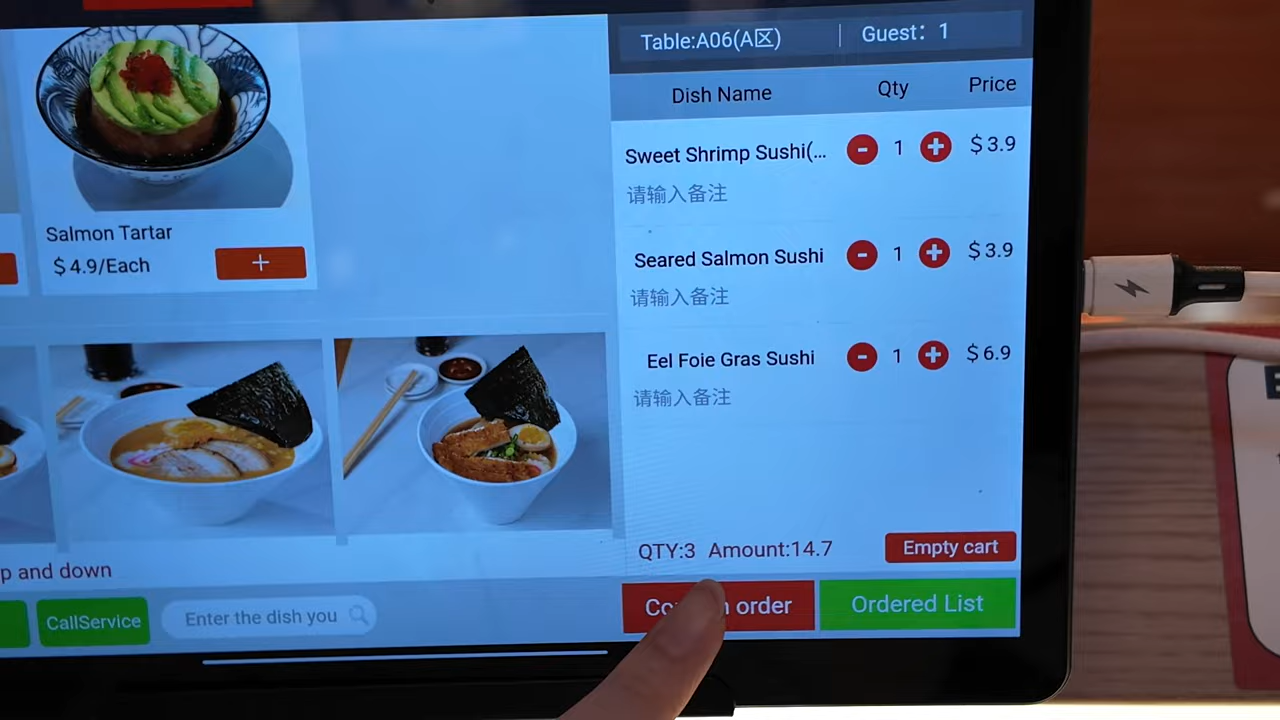 Table:A06(A区)
Guest: 1
Dish Name
Qty
Price
Sweet Shrimp Sushi(...
1
$3.9
请输入备注
Seared Salmon Sushi
1
$3.9
请输入备注
Eel Foie Gras Sushi
1
$6.9
请输入备注
QTY:3 Amount:14.7
Empty cart
order
Ordered List
Salmon Tartar
$4.9/Each
p and down
CallService
Enter the dish you